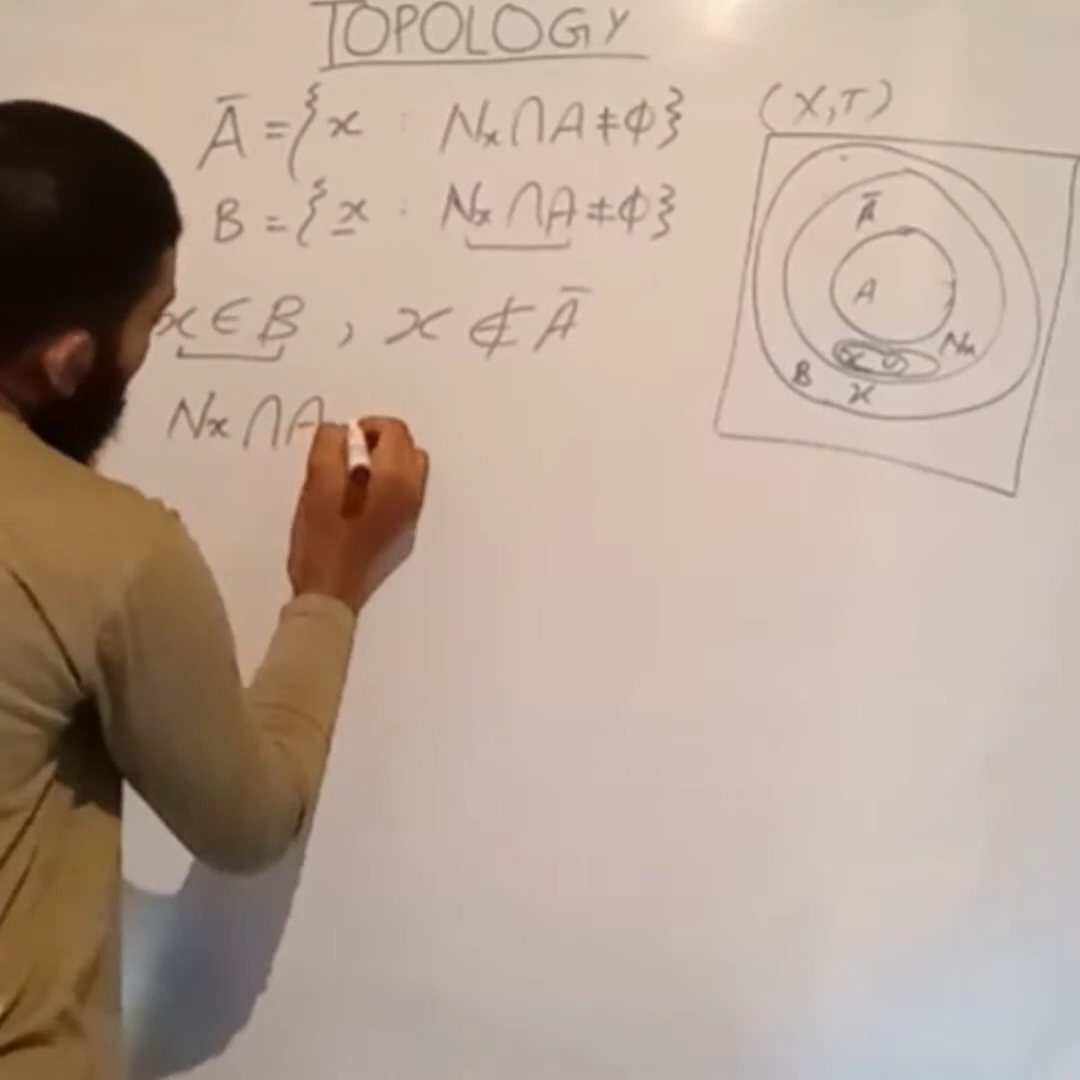 TOPOLOGY
Ā = { x : Nx ∩ A ≠ ϕ }
B = { x : Nx ∩ A ≠ ϕ }
x ∈ B , x ∉ Ā
Nx ∩ A
(X, T)
Ā
A
Nx
B
x